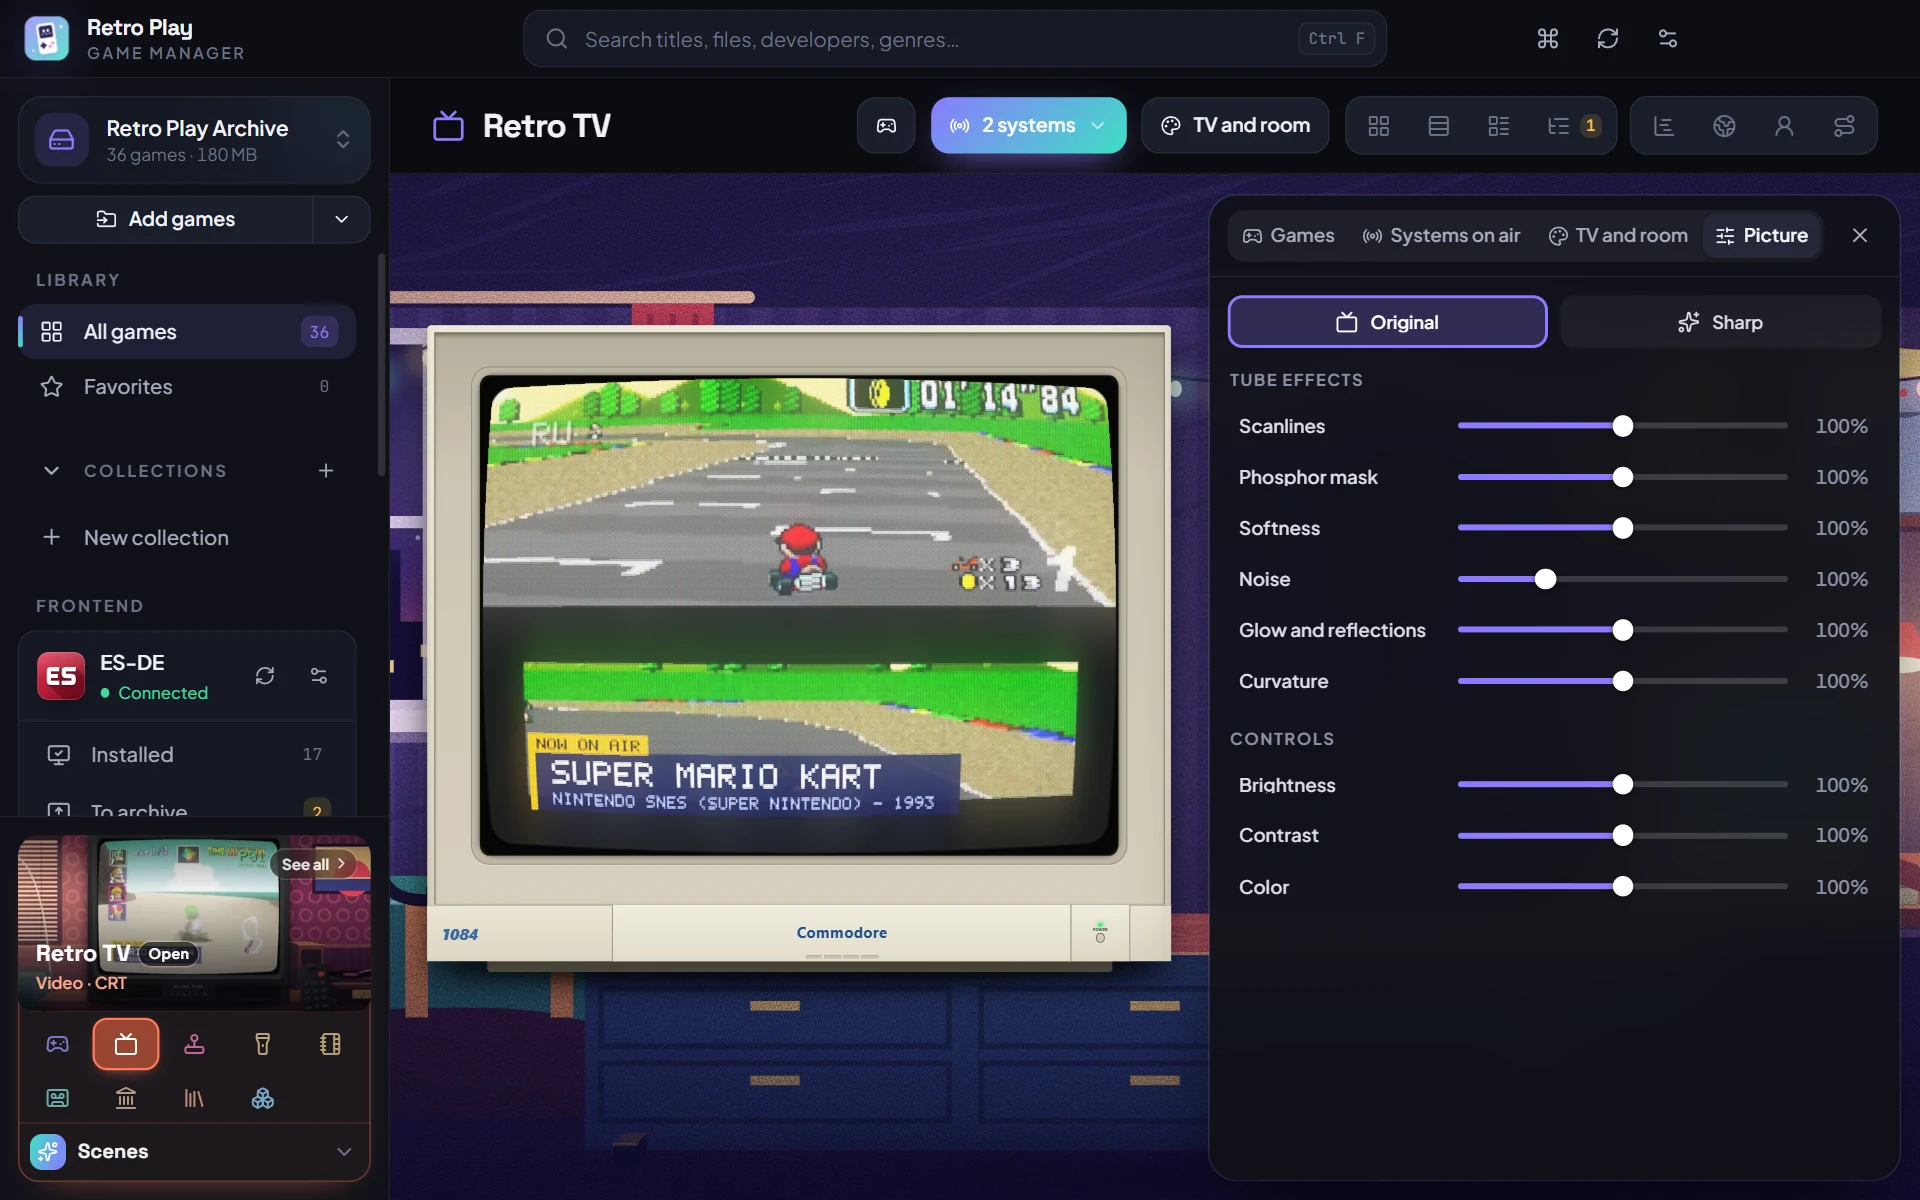 Retro Play
GAME MANAGER
Search titles, files, developers, genres...
Ctrl F
Retro Play Archive
36 games · 180 MB
Add games
LIBRARY
All games
36
Favorites
0
COLLECTIONS
New collection
FRONTEND
ES
ES-DE
Connected
Installed
17
To archive
2
See all
Retro TV
Open
Video · CRT
Scenes
Retro TV
2 systems
TV and room
1
01'14"84
X 3
X 13
NOW ON AIR
SUPER MARIO KART
NINTENDO SNES (SUPER NINTENDO) - 1993
1084
Commodore
POWER
Games
Systems on air
TV and room
Picture
Original
Sharp
TUBE EFFECTS
Scanlines
100%
Phosphor mask
100%
Softness
100%
Noise
100%
Glow and reflections
100%
Curvature
100%
CONTROLS
Brightness
100%
Contrast
100%
Color
100%